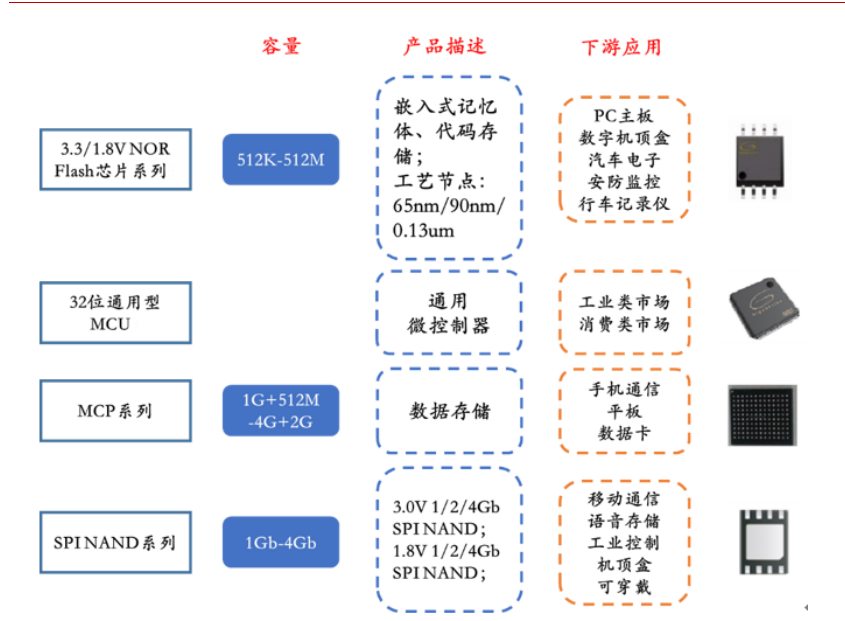 容量
产品描述
下游应用
3.3/1.8V NOR
Flash芯片系列
512K-512M
嵌入式记忆
体、代码存
储；
工艺节点：
65nm/90nm/
0.13um
PC主板
数字机顶盒
汽车电子
安防监控
行车记录仪
32位通用型
MCU
通用
微控制器
工业类市场
消费类市场
MCP系列
1G+512M
-4G+2G
数据存储
手机通信
平板
数据卡
SPI NAND系列
1Gb-4Gb
3.0V 1/2/4Gb
SPI NAND；
1.8V 1/2/4Gb
SPI NAND；
移动通信
语音存储
工业控制
机顶盒
可穿戴